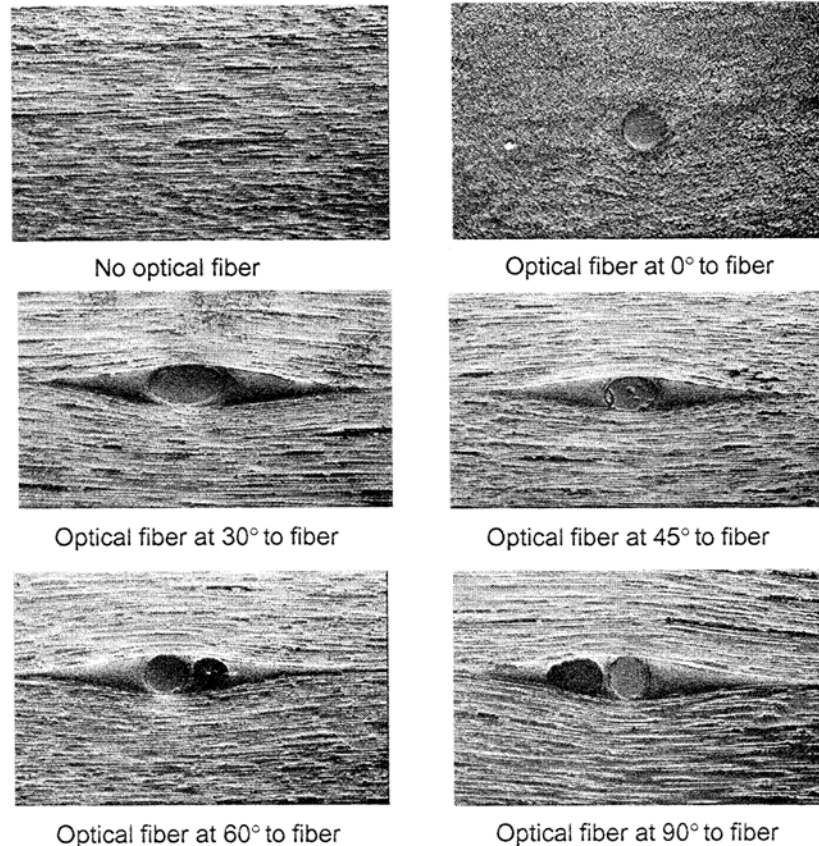 No optical fiber
Optical fiber at 0° to fiber
Optical fiber at 30° to fiber
Optical fiber at 45° to fiber
Optical fiber at 60° to fiber
Optical fiber at 90° to fiber